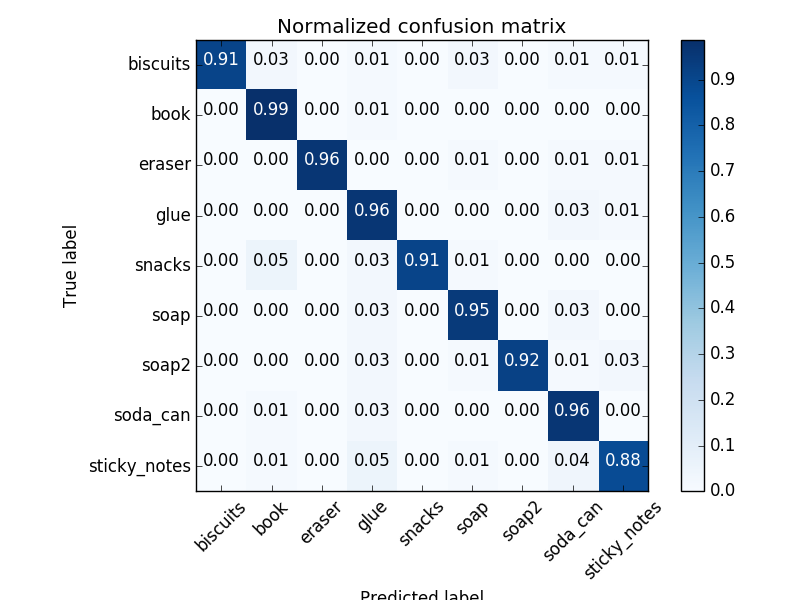 Normalized confusion matrix
biscuits 0.91 0.03 0.00 0.01 0.00 0.03 0.00 0.01 0.01
book 0.00 0.99 0.00 0.01 0.00 0.00 0.00 0.00 0.00
eraser 0.00 0.00 0.96 0.00 0.00 0.01 0.00 0.01 0.01
glue 0.00 0.00 0.00 0.96 0.00 0.00 0.00 0.03 0.01
snacks 0.00 0.05 0.00 0.03 0.91 0.01 0.00 0.00 0.00
soap 0.00 0.00 0.00 0.03 0.00 0.95 0.00 0.03 0.00
soap2 0.00 0.00 0.00 0.03 0.00 0.01 0.92 0.01 0.03
soda_can 0.00 0.01 0.00 0.03 0.00 0.00 0.00 0.96 0.00
sticky_notes 0.00 0.01 0.00 0.05 0.00 0.01 0.00 0.04 0.88
biscuits book eraser glue snacks soap soap2 soda_can sticky_notes
True label
Predicted label
0.9
0.8
0.7
0.6
0.5
0.4
0.3
0.2
0.1
0.0